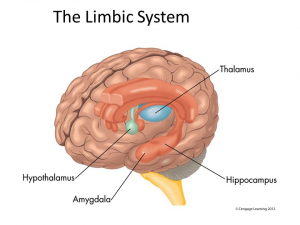 The Limbic System
Thalamus
Hypothalamus
Hippocampus
Amygdala
© Cengage Learning 2013